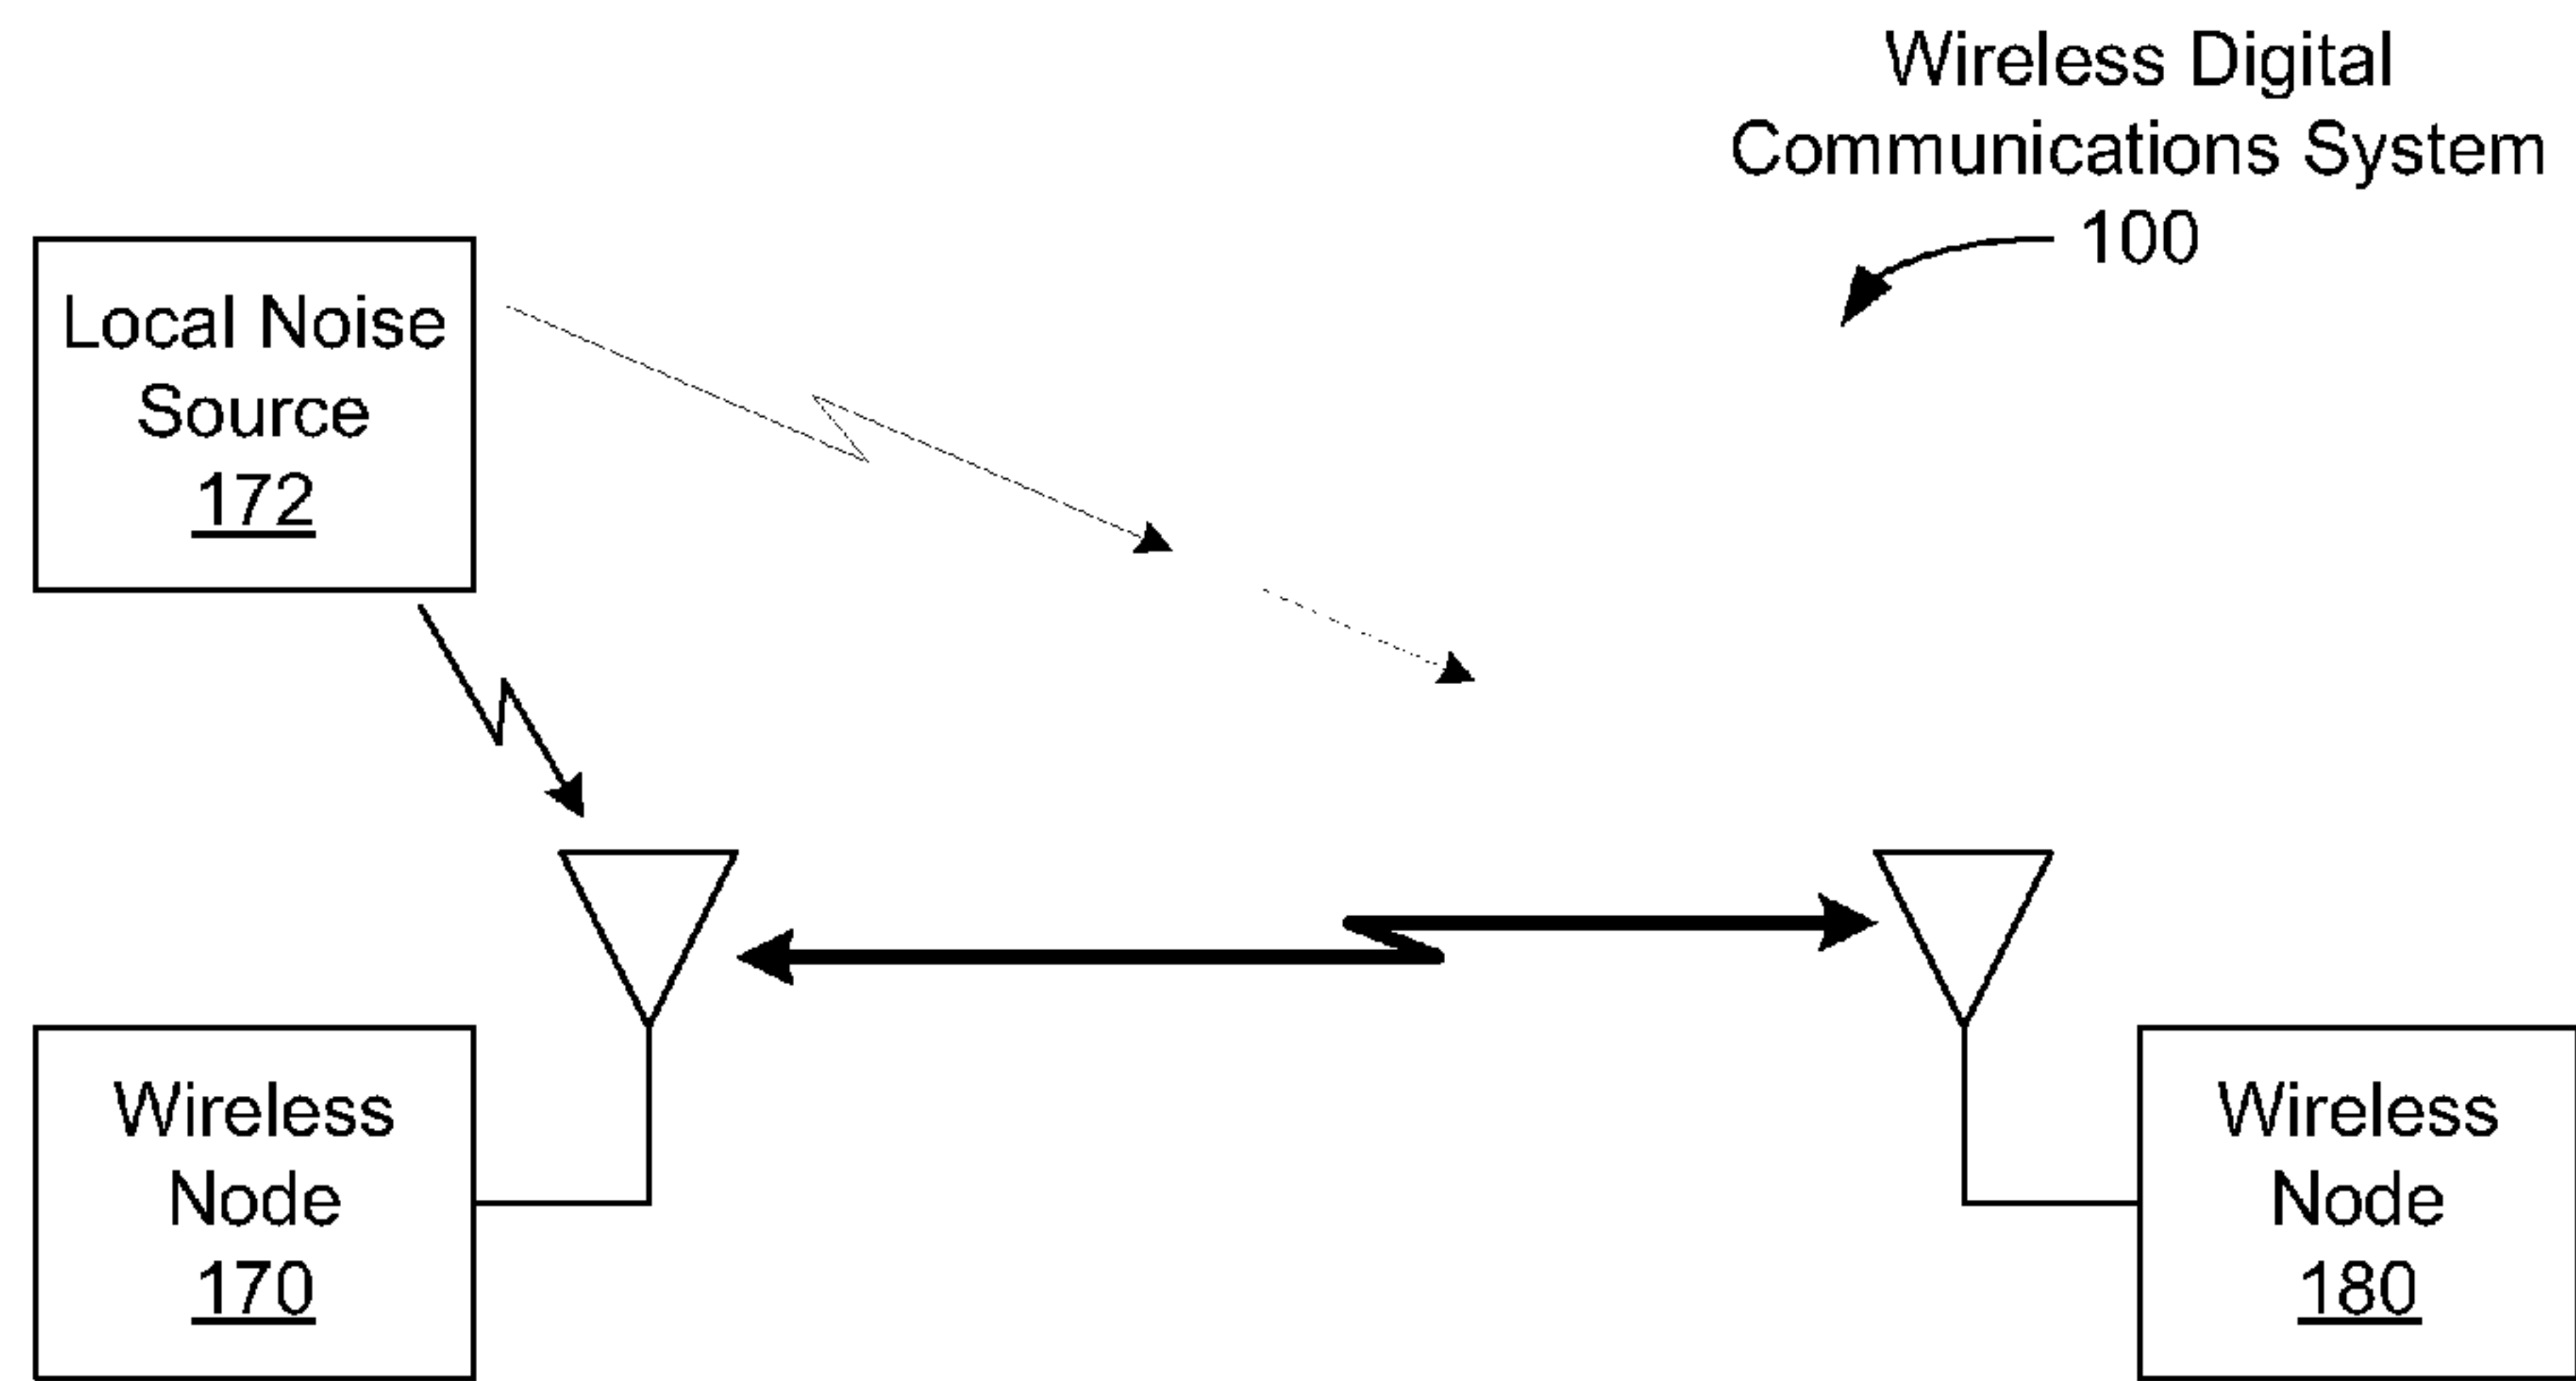 Wireless Digital
Communications System
100
Local Noise
Source
172
Wireless
Node
170
Wireless
Node
180